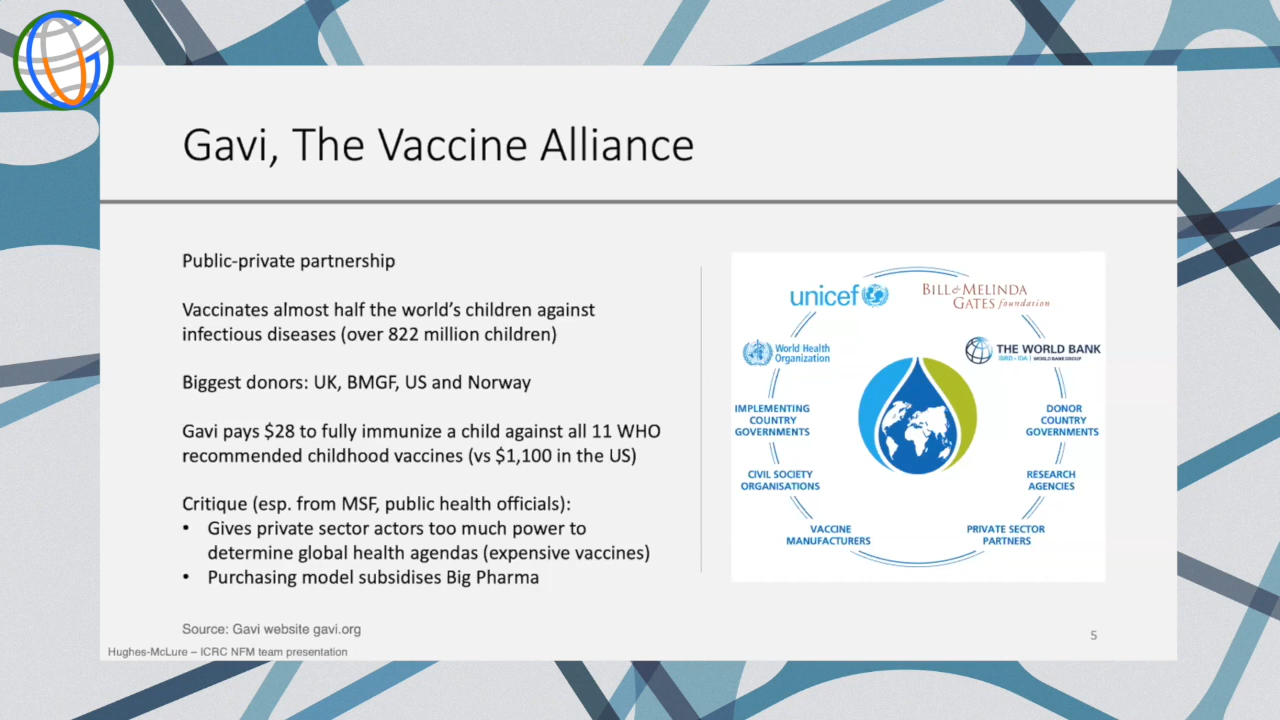 Gavi, The Vaccine Alliance
Public-private partnership
Vaccinates almost half the world's children against
infectious diseases (over 822 million children)
Biggest donors: UK, BMGF, US and Norway
Gavi pays $28 to fully immunize a child against all 11 WHO
recommended childhood vaccines (vs $1,100 in the US)
Critique (esp. from MSF, public health officials):
• Gives private sector actors too much power to
determine global health agendas (expensive vaccines)
• Purchasing model subsidises Big Pharma
unicef
BILL & MELINDA
GATES foundation
World Health
Organization
THE WORLD BANK
IBRD • IDA | WORLD BANK GROUP
IMPLEMENTING
COUNTRY
GOVERNMENTS
DONOR
COUNTRY
GOVERNMENTS
CIVIL SOCIETY
ORGANISATIONS
RESEARCH
AGENCIES
VACCINE
MANUFACTURERS
PRIVATE SECTOR
PARTNERS
Source: Gavi website gavi.org
5
Hughes-McLure – ICRC NFM team presentation